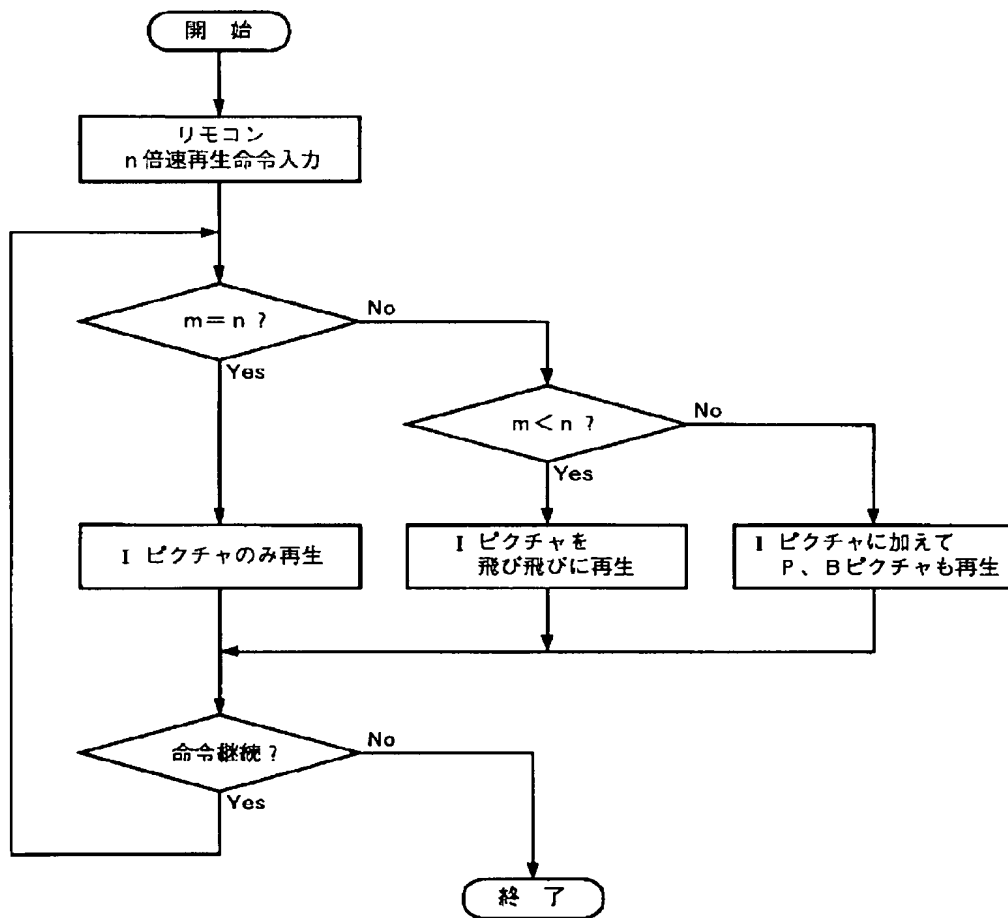 開 始
リモコン
n倍速再生命令入力
m=n ?
No
Yes
m<n ?
No
Yes
I ピクチャのみ再生
I ピクチャを
飛び飛びに再生
I ピクチャに加えて
P、Bピクチャも再生
命令継続?
No
Yes
終 了